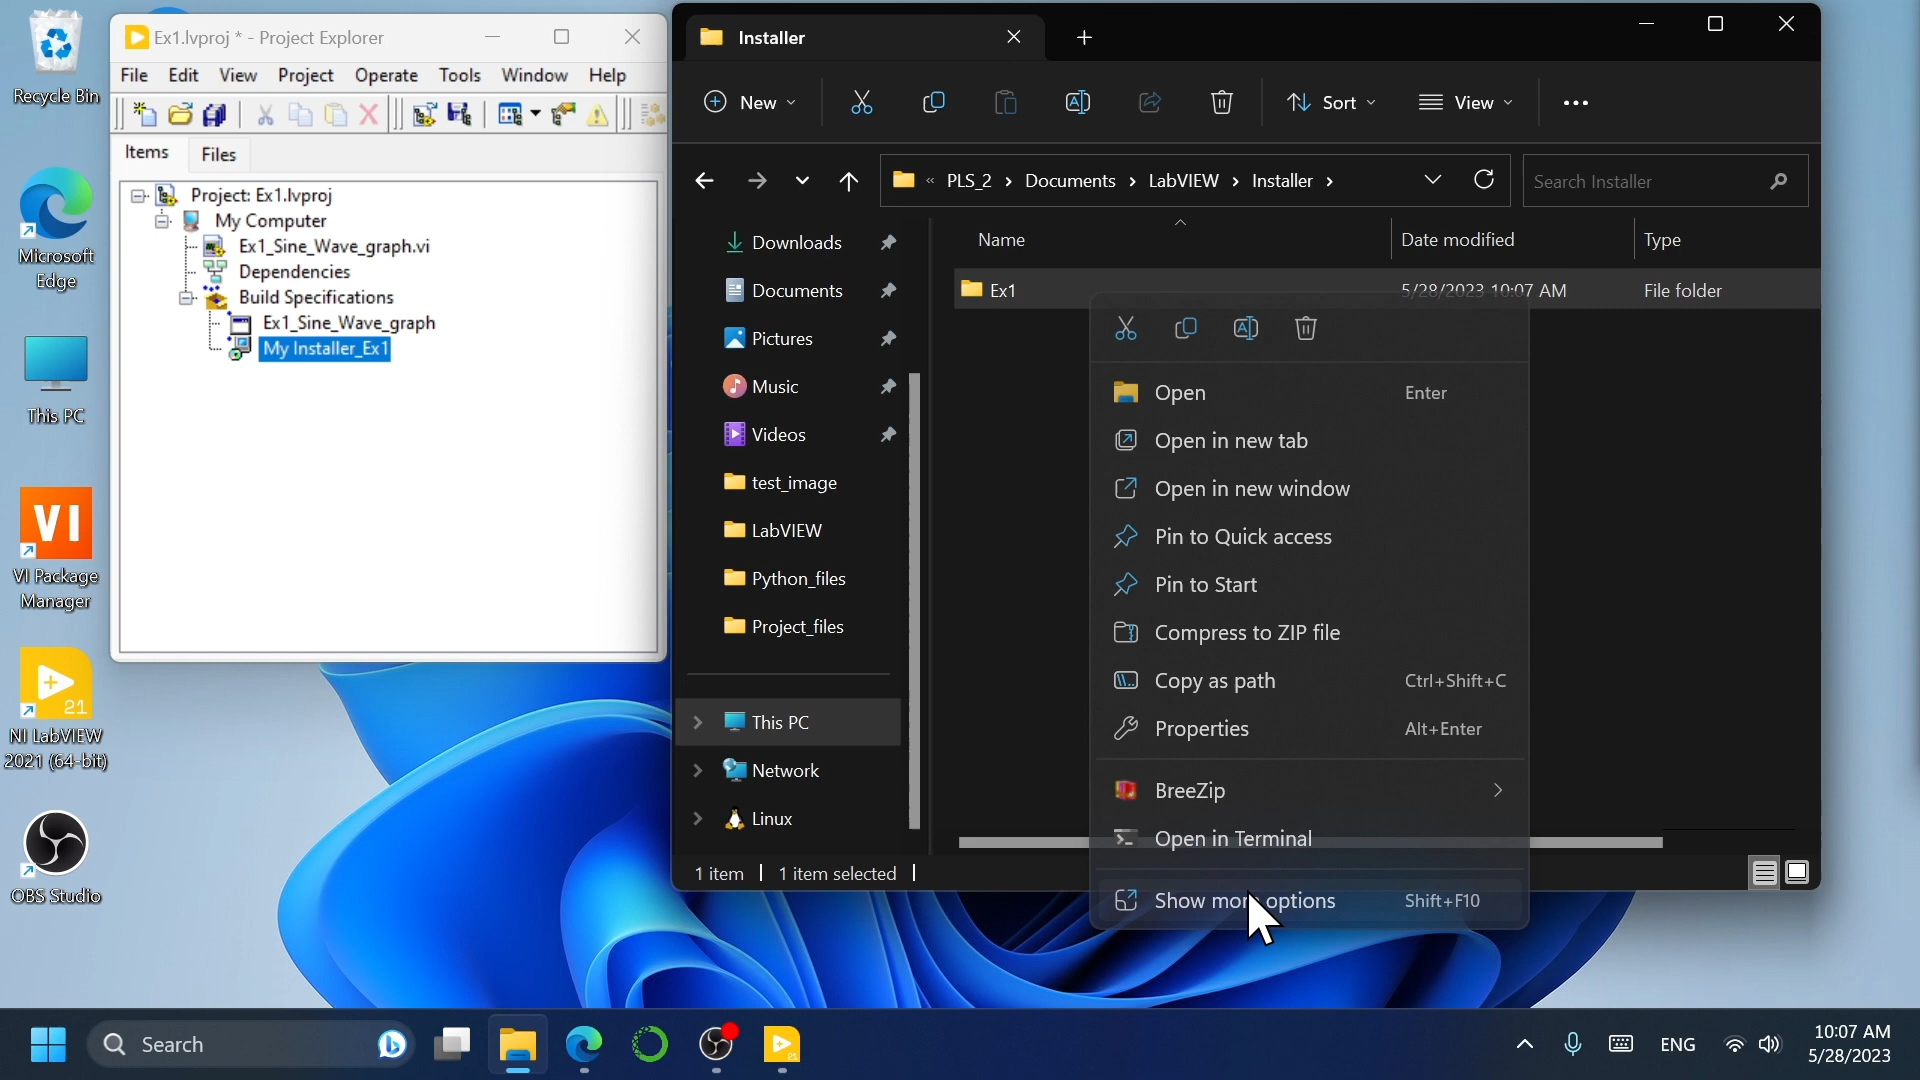 Recycle Bin
Microsoft
Edge
This PC
VI
VI Package
Manager
21
NI LabVIEW
2021 (64-bit)
OBS Studio
Ex1.lvproj * - Project Explorer
File Edit View Project Operate Tools Window Help
Items Files
Project: Ex1.lvproj
My Computer
Ex1_Sine_Wave_graph.vi
Dependencies
Build Specifications
Ex1_Sine_Wave_graph
My Installer_Ex1
Installer
New Sort View
« PLS_2 › Documents › LabVIEW › Installer ›
Search Installer
Downloads
Documents
Pictures
Music
Videos
test_image
LabVIEW
Python_files
Project_files
This PC
Network
Linux
Name Date modified Type
Ex1 5/28/2023 10:07 AM File folder
Open Enter
Open in new tab
Open in new window
Pin to Quick access
Pin to Start
Compress to ZIP file
Copy as path Ctrl+Shift+C
Properties Alt+Enter
BreeZip
Open in Terminal
Show more options Shift+F10
1 item 1 item selected
Search
ENG
10:07 AM
5/28/2023